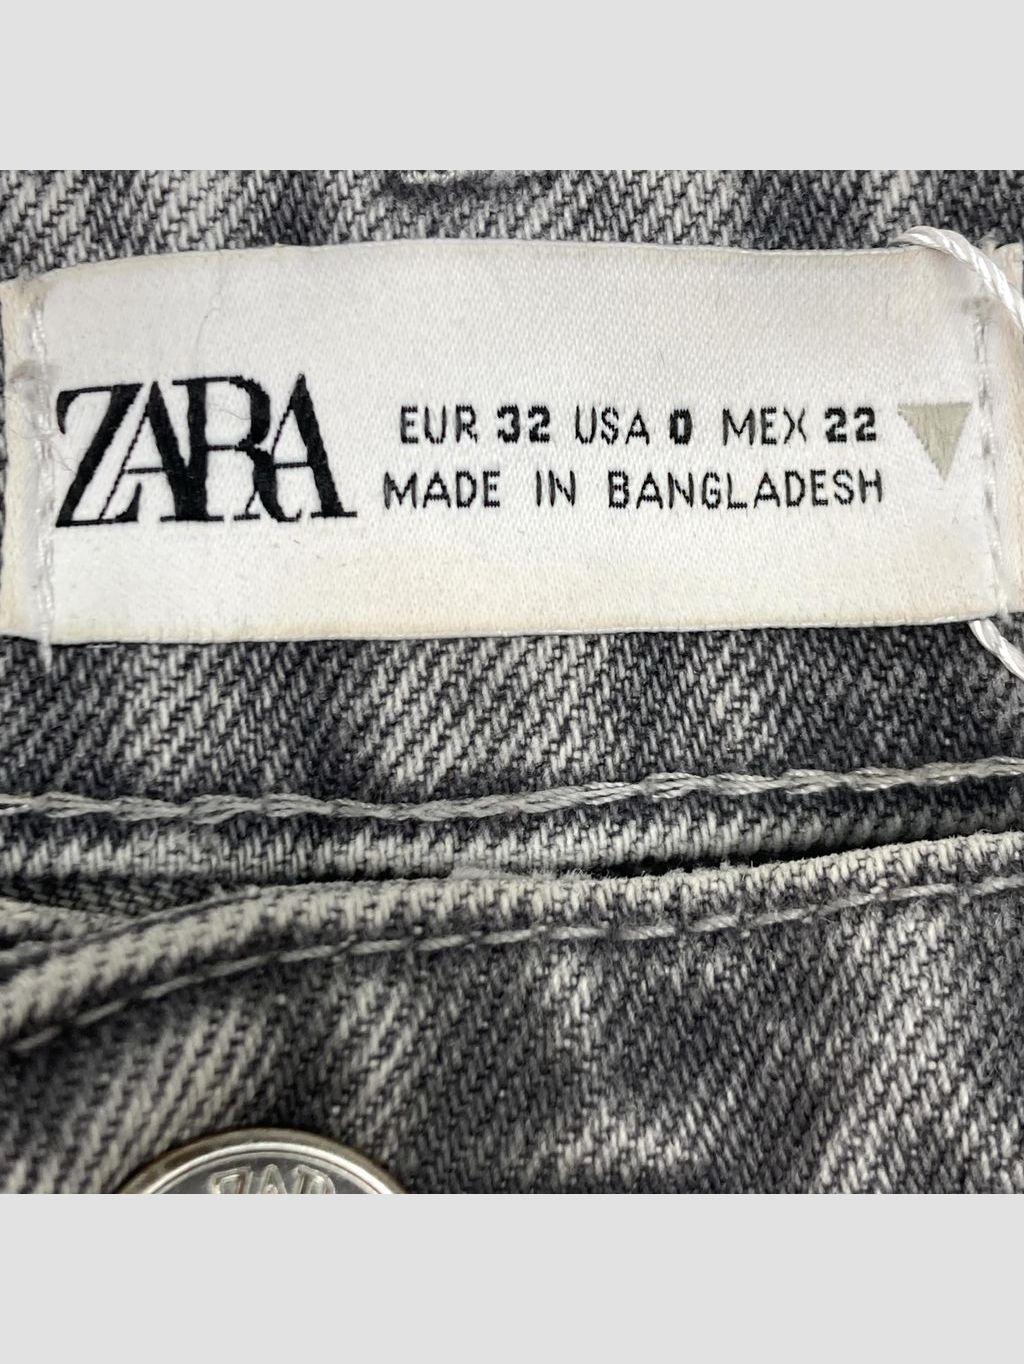 ZARA
EUR 32 USA 0 MEX 22
MADE IN BANGLADESH